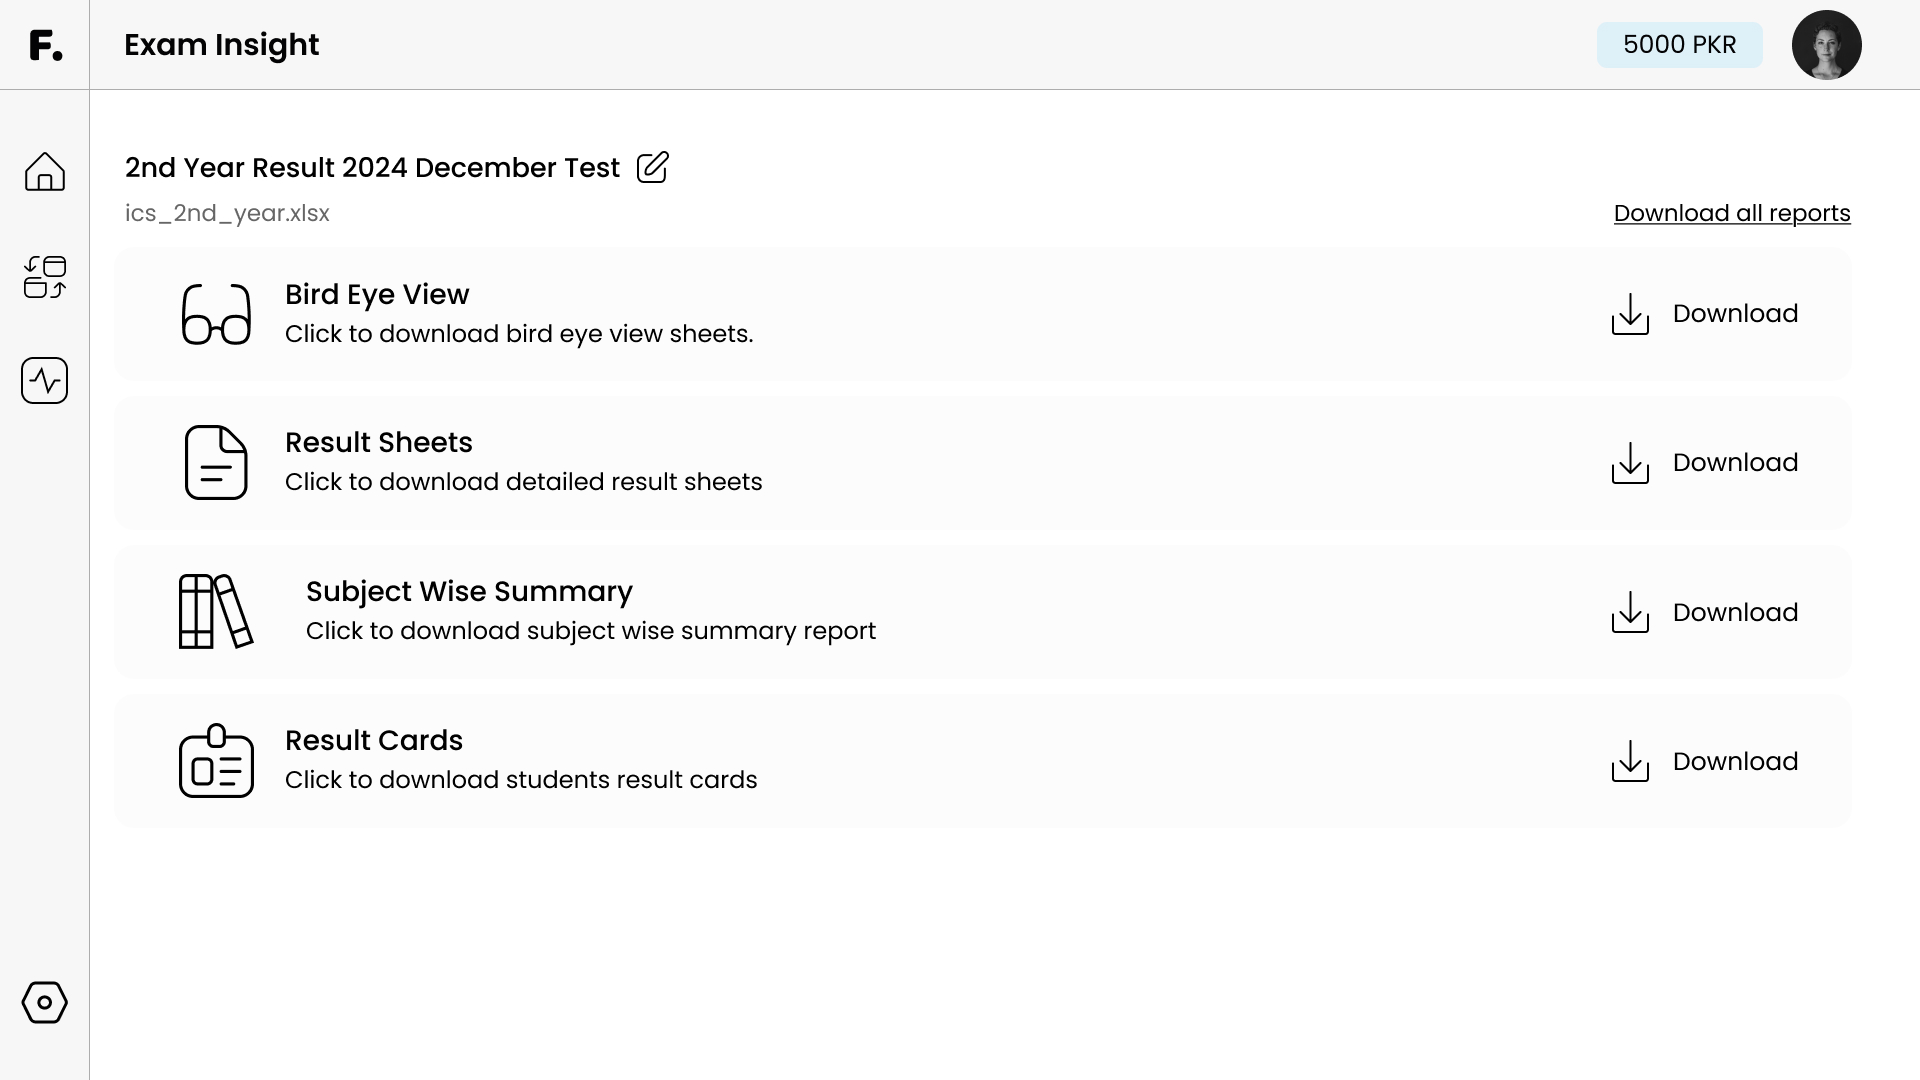 F.
Exam Insight
5000 PKR
2nd Year Result 2024 December Test
ics_2nd_year.xlsx
Download all reports
Bird Eye View
Click to download bird eye view sheets.
Download
Result Sheets
Click to download detailed result sheets
Download
Subject Wise Summary
Click to download subject wise summary report
Download
Result Cards
Click to download students result cards
Download